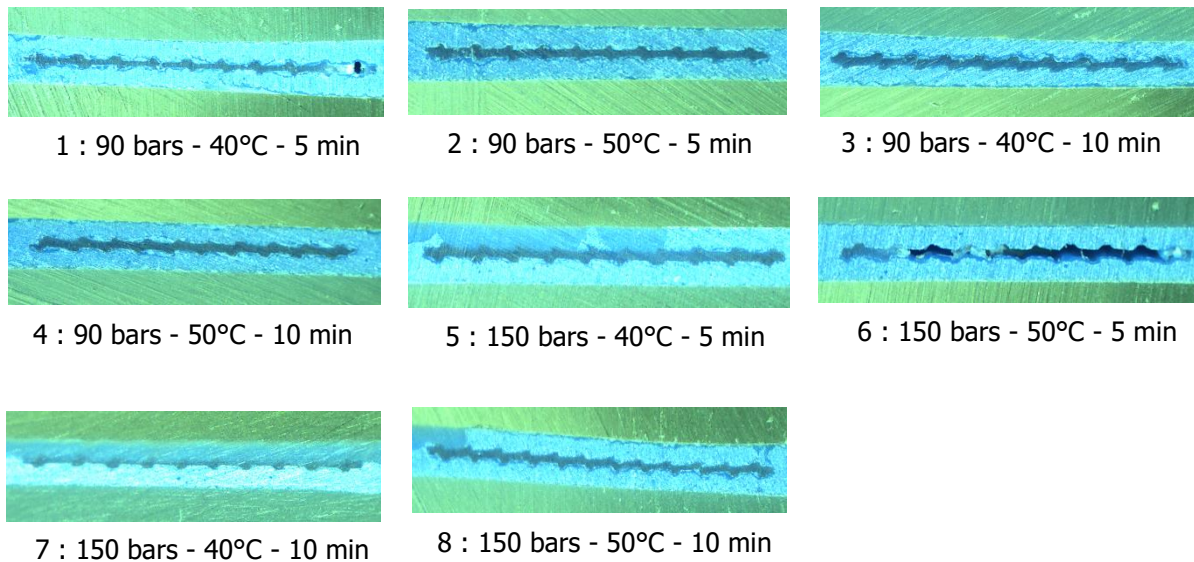 1 : 90 bars - 40°C - 5 min
2 : 90 bars - 50°C - 5 min
3 : 90 bars - 40°C - 10 min
4 : 90 bars - 50°C - 10 min
5 : 150 bars - 40°C - 5 min
6 : 150 bars - 50°C - 5 min
7 : 150 bars - 40°C - 10 min
8 : 150 bars - 50°C - 10 min